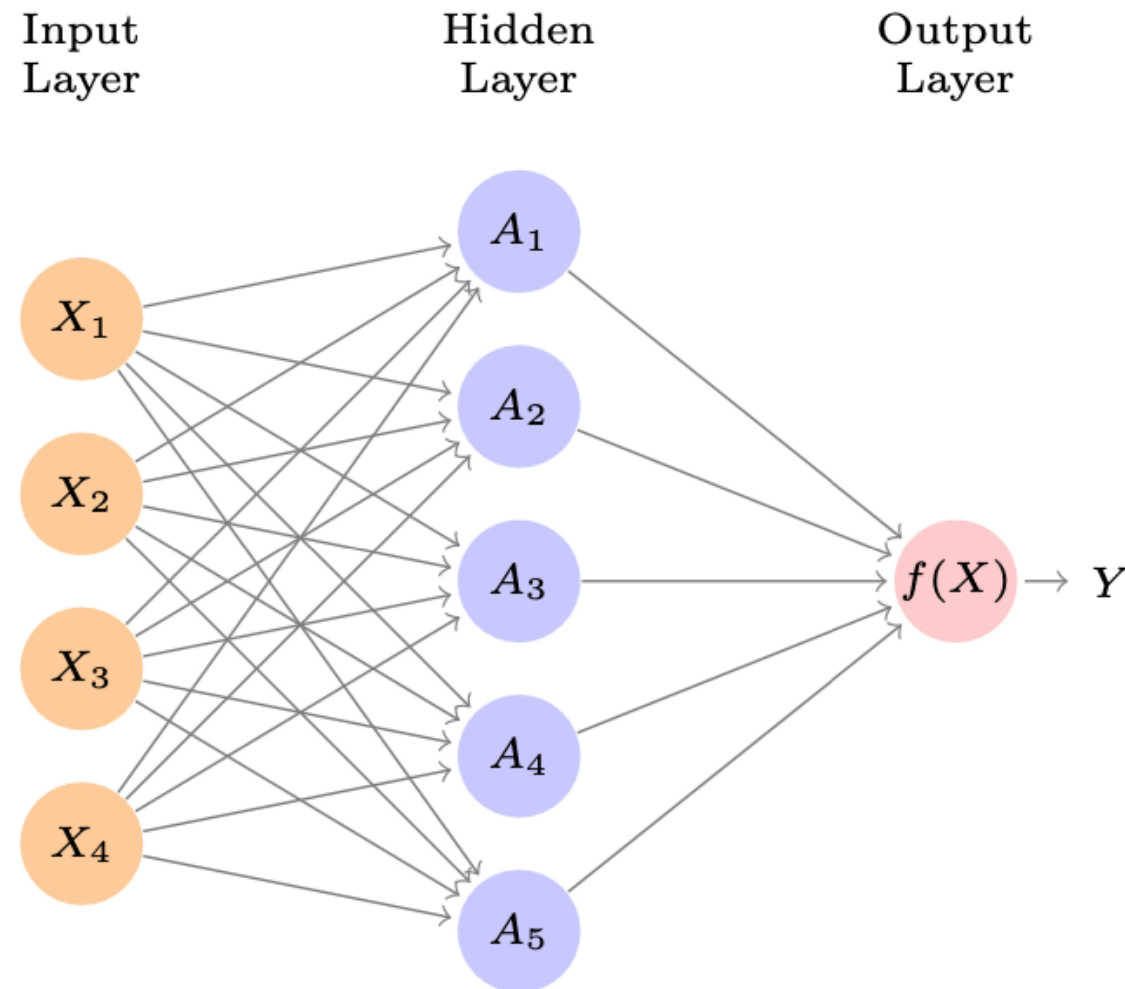 Input
Layer
Hidden
Layer
Output
Layer
X₁
X₂
X₃
X₄
A₁
A₂
A₃
A₄
A₅
f(X)
Y